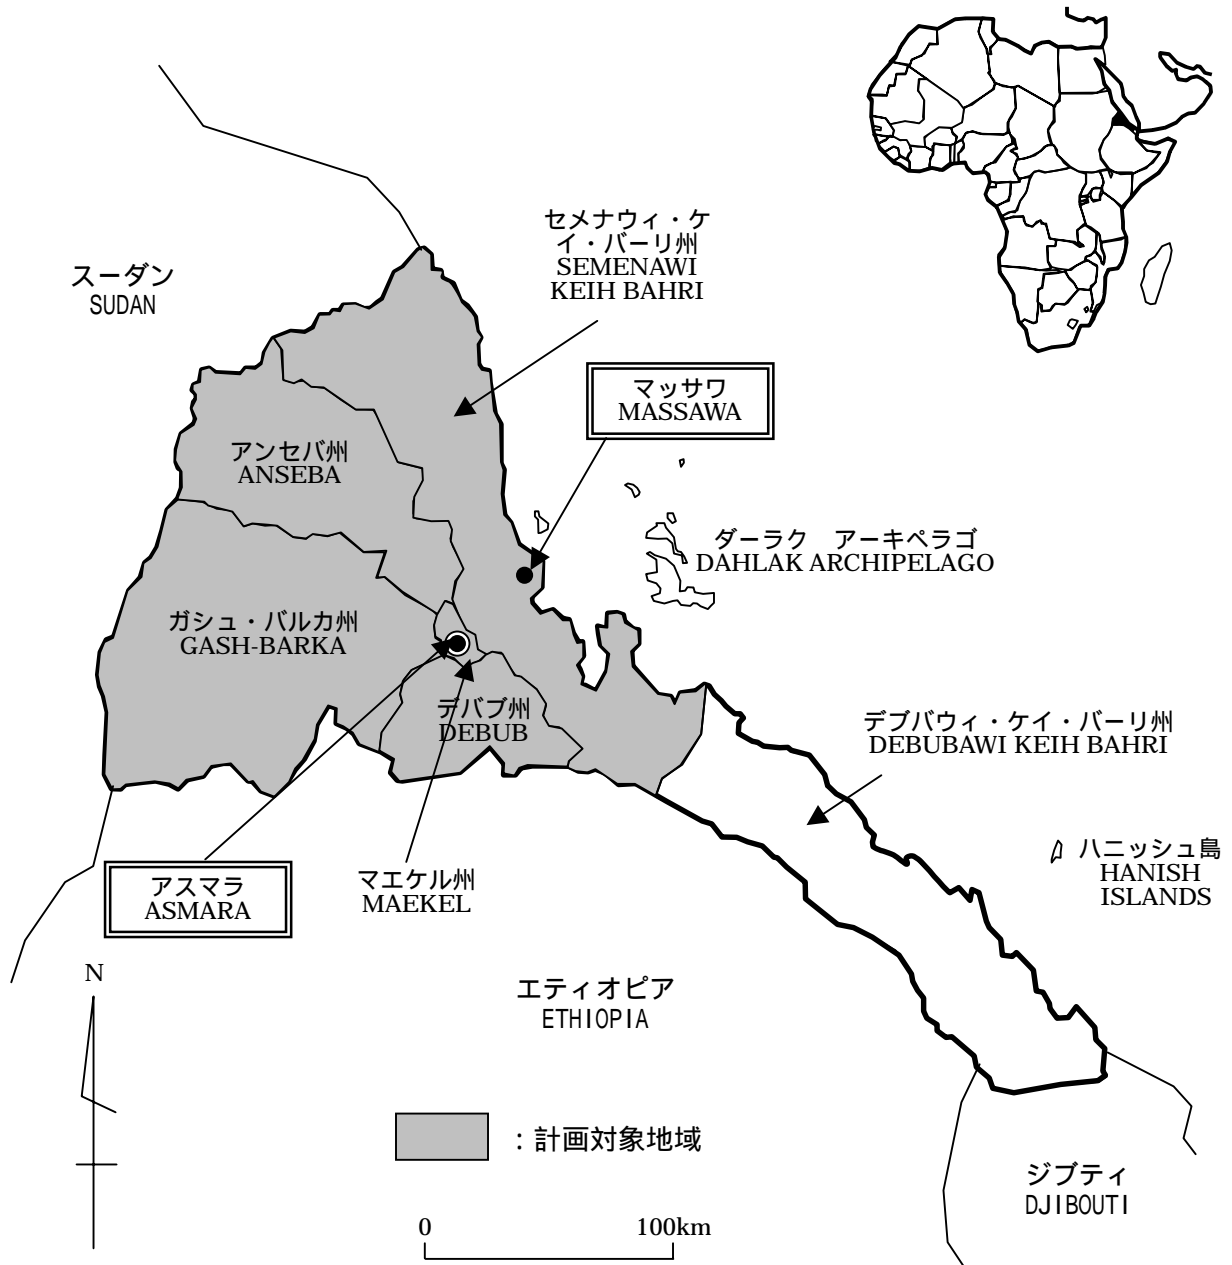 セメナウィ・ケ
イ・バーリ州
SEMENAWI
KEIH BAHRI
スーダン
SUDAN
マッサワ
MASSAWA
アンセバ州
ANSEBA
ダーラク　アーキペラゴ
DAHLAK ARCHIPELAGO
ガシュ・バルカ州
GASH-BARKA
デバブ州
DEBUB
デブバウィ・ケイ・バーリ州
DEBUBAWI KEIH BAHRI
ハニッシュ島
HANISH
ISLANDS
アスマラ
ASMARA
マエケル州
MAEKEL
N
エティオピア
ETHIOPIA
：計画対象地域
ジブティ
DJIBOUTI
0 100km